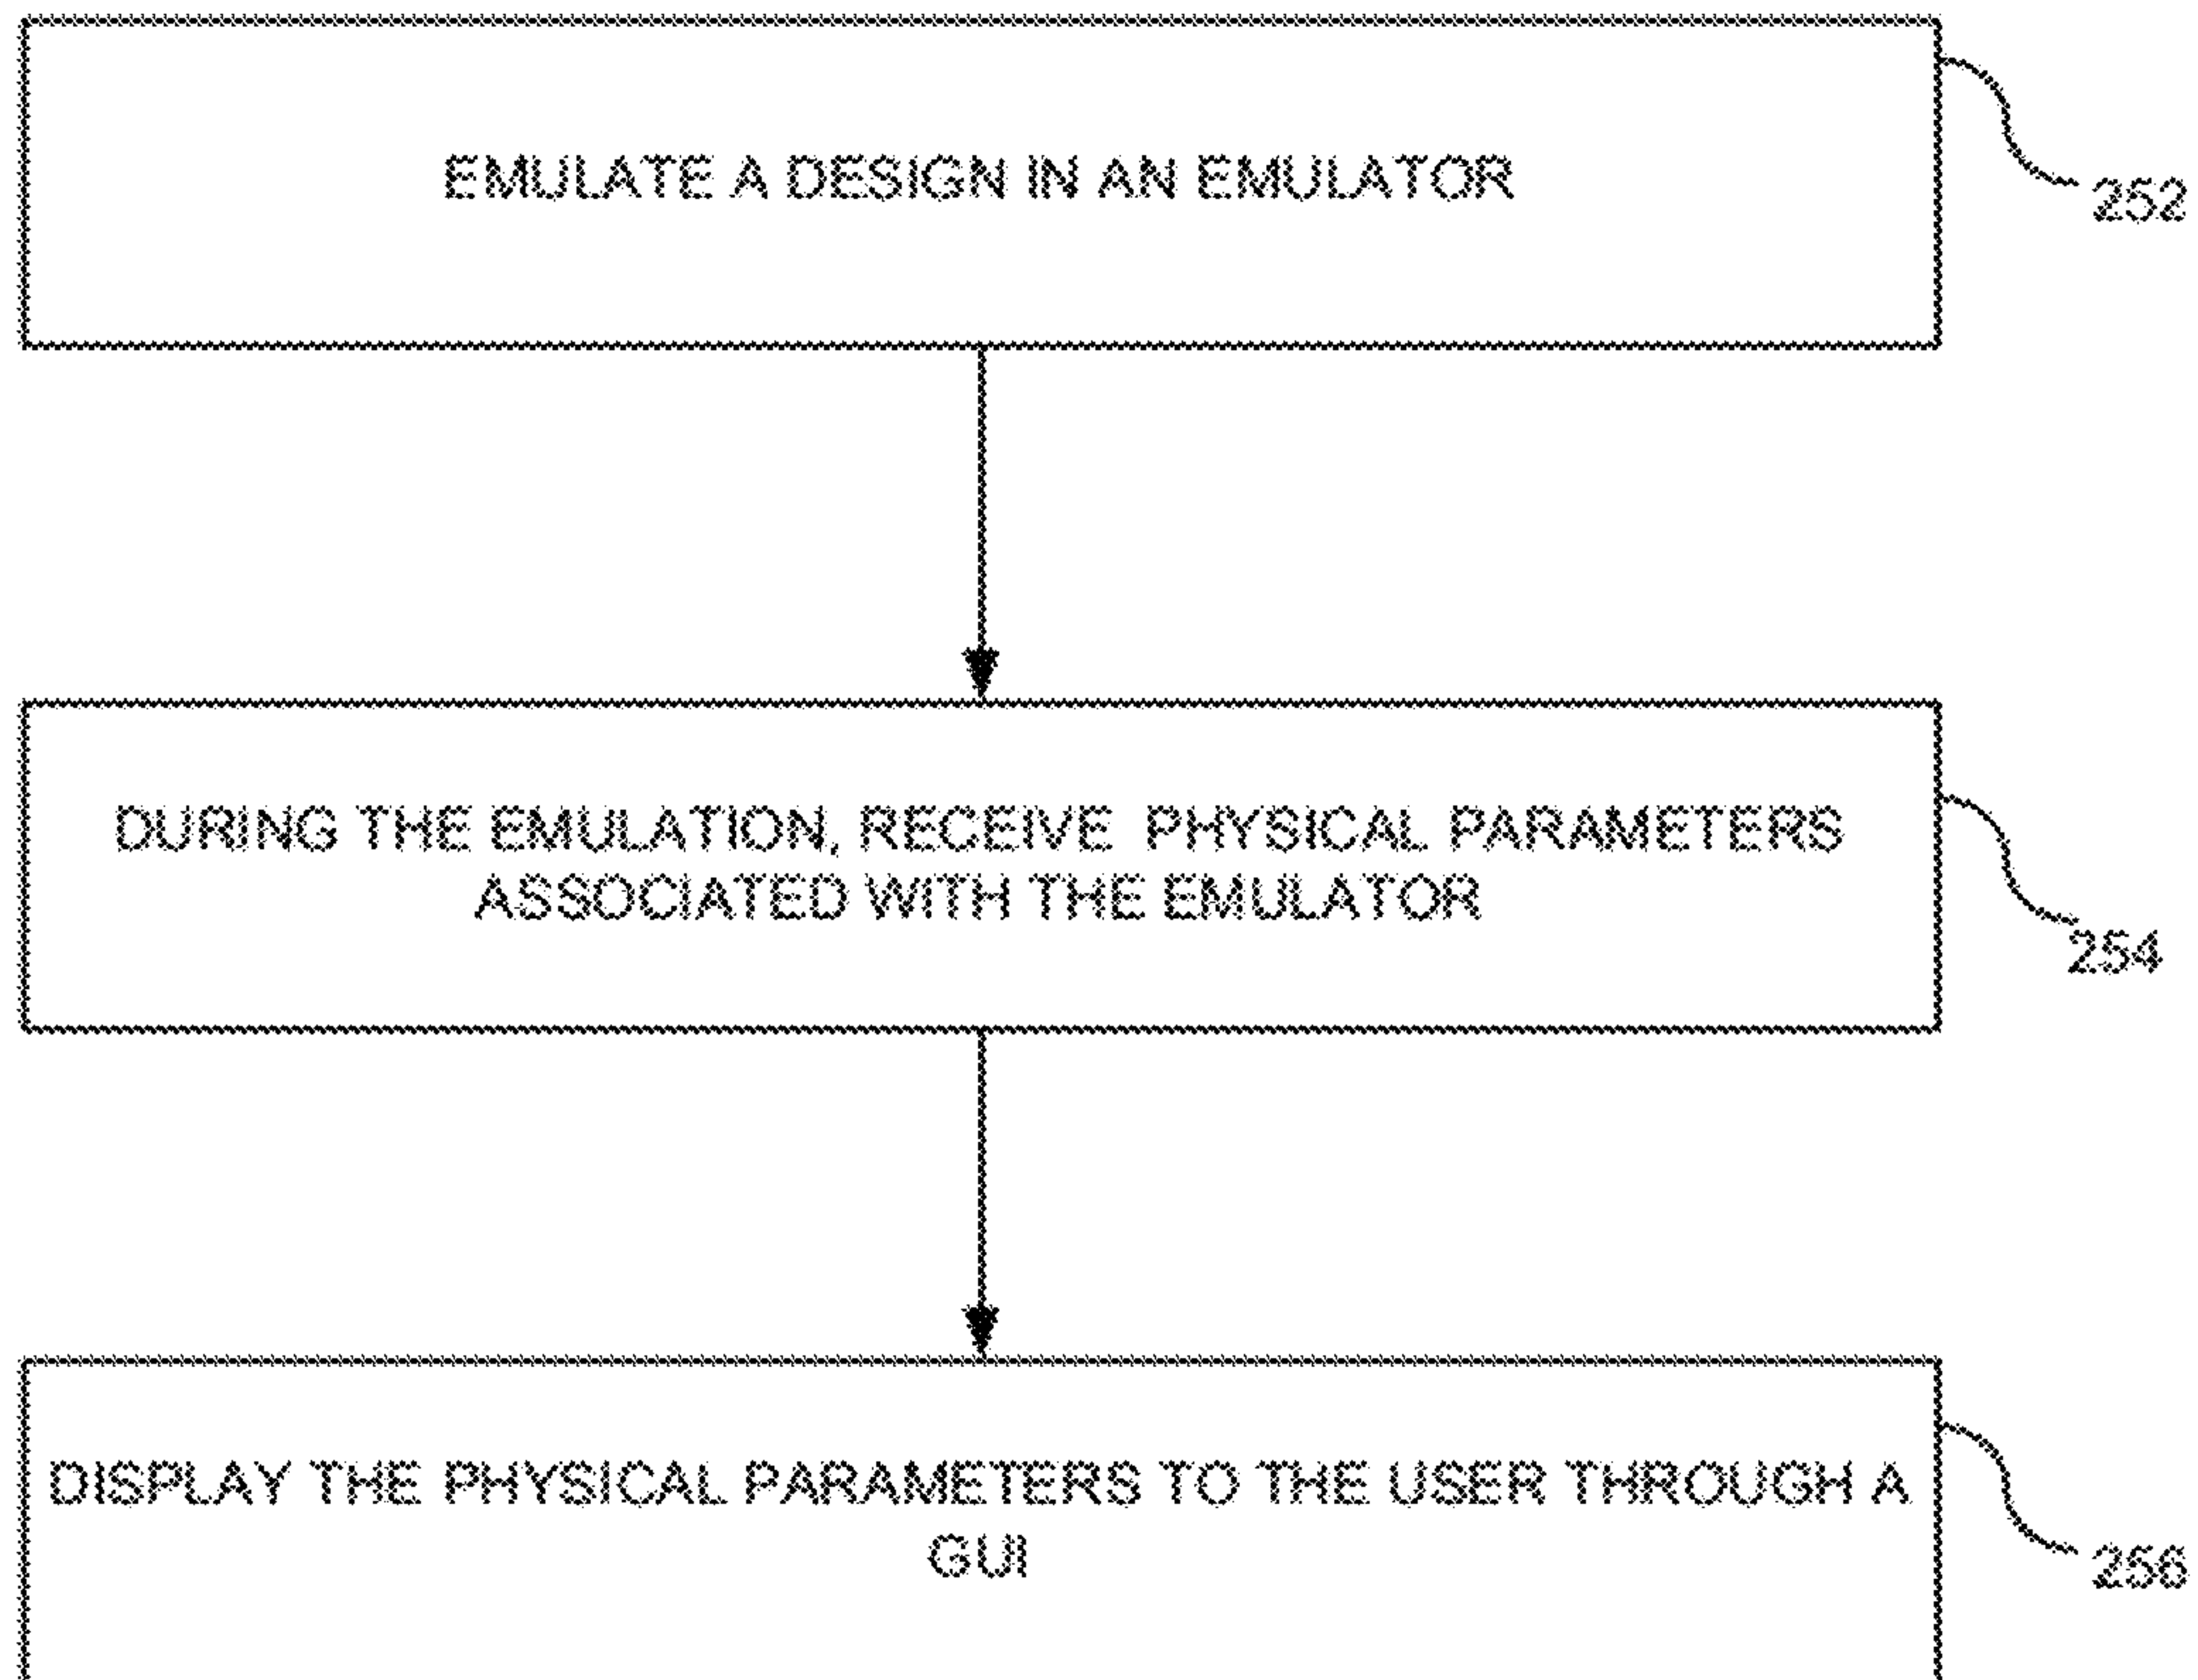 EMULATE A DESIGN IN AN EMULATOR
252
DURING THE EMULATION, RECEIVE PHYSICAL PARAMETERS
ASSOCIATED WITH THE EMULATOR
254
DISPLAY THE PHYSICAL PARAMETERS TO THE USER THROUGH A
GUI
256